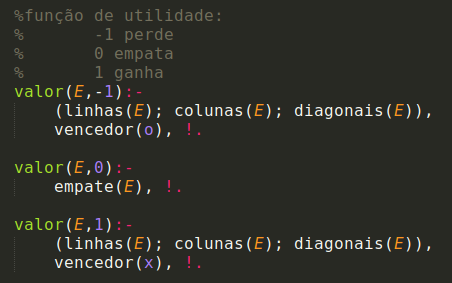 %função de utilidade:
%       -1 perde
%       0 empata
%       1 ganha
valor(E,-1):-
    (linhas(E); colunas(E); diagonais(E)),
    vencedor(o), !.
valor(E,0):-
    empate(E), !.
valor(E,1):-
    (linhas(E); colunas(E); diagonais(E)),
    vencedor(x), !.